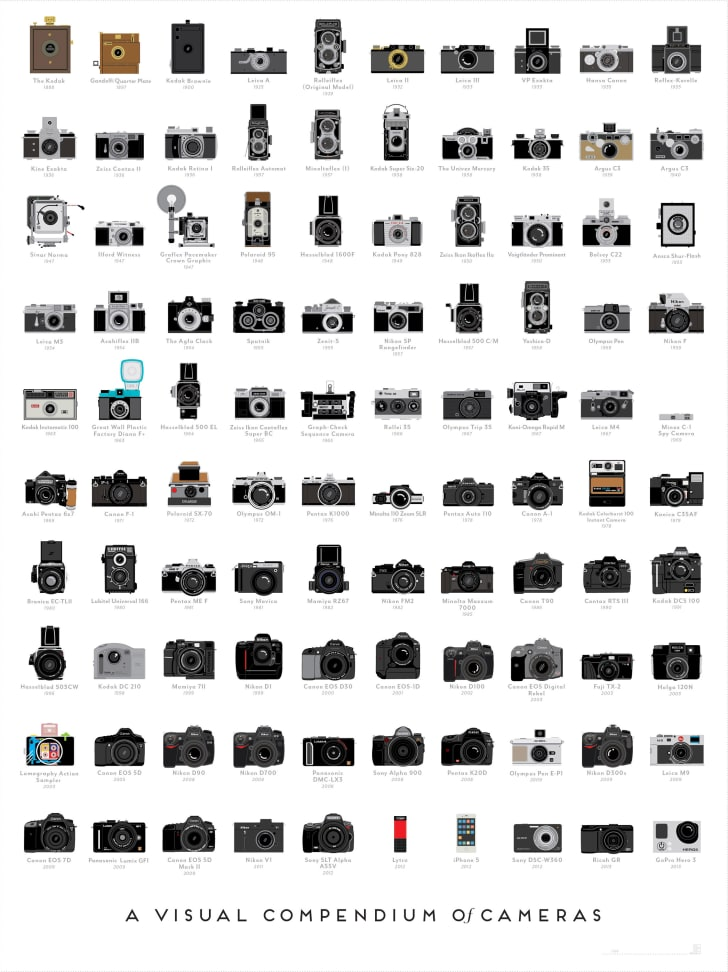 The Kodak
1888
Gandolfi Quarter Plate
1897
Kodak Brownie
1900
Leica A
1925
Rolleiflex
(Original Model)
Leica II
1932
Leica III
1933
VP Exakta
1933
Hansa Canon
Reflex-Korelle
Kine Exakta
1936
Zeiss Contax II
1936
Kodak Retina I
1936
Rolleiflex Automat
1937
Minoltaflex (I)
1937
Kodak Super Six-20
1938
The Univex Mercury
1938
Kodak 35
1938
Argus C3
1939
Argus C3
1940
Sinar Norma
1947
Ilford Witness
1947
Graflex Pacemaker
Crown Graphic
1947
Polaroid 95
1948
Hasselblad 1600F
1948
Kodak Pony 828
1949
Zeiss Ikon Ikoflex IIa
1950
Voigtländer Prominent
1950
Bolsey C22
1953
Ansco Shur-Flash
1953
Leica M3
1954
Asahiflex IIB
1954
The Agfa Clack
1954
Sputnik
1955
Zenit-S
1955
Nikon SP
Rangefinder
1957
Hasselblad 500 C/M
1957
Yashica-D
1958
Olympus Pen
1959
Nikon
Nikon F
1959
Kodak Instamatic 100
1963
Great Wall Plastic
Factory Diana F+
Hasselblad 500 EL
1964
Zeiss Ikon Contaflex
Super BC
1965
Graph-Check
Sequence Camera
Rollei 35
1966
Olympus Trip 35
1967
Koni-Omega Rapid M
1967
Leica M4
1967
Minox C-1
Spy Camera
1969
Asahi Pentax 6x7
1969
Canon F-1
1971
Polaroid SX-70
1972
Olympus OM-1
1972
Pentax K1000
Minolta 110 Zoom SLR
1976
Pentax Auto 110
1978
Canon A-1
1978
Kodak Colorburst 100
Instant Camera
1978
Konica C35AF
Bronica EC-TLII
1980
Lubitel Universal 166
1980
Pentax ME F
1981
Sony Mavica
1981
Mamiya RZ67
1982
Nikon FM2
1982
Minolta Maxxum
7000
1985
Canon T90
1986
Contax RTS III
1990
Kodak DCS 100
1991
Hasselblad 503CW
1996
Kodak DC 210
1998
Mamiya 7II
1999
Nikon D1
1999
Canon EOS D30
2000
Canon EOS-1D
2001
Nikon D100
2002
Canon EOS Digital
Rebel
2003
Fuji TX-2
2003
Holga 120N
2005
Lomography Action
Sampler
Canon EOS 5D
2005
Nikon D90
2008
Nikon D700
2008
Panasonic
DMC-LX3
2008
Sony Alpha 900
2008
Pentax K20D
2008
Olympus Pen E-P1
2009
Nikon D300s
2009
Leica M9
2009
Canon EOS 7D
2009
Panasonic Lumix GF1
2009
Canon EOS 5D
Mark II
Nikon V1
2011
Sony SLT Alpha
A55V
Lytro
2012
iPhone 5
2012
Sony DSC-W560
Ricoh GR
2013
GoPro Hero 3
A VISUAL COMPENDIUM of CAMERAS